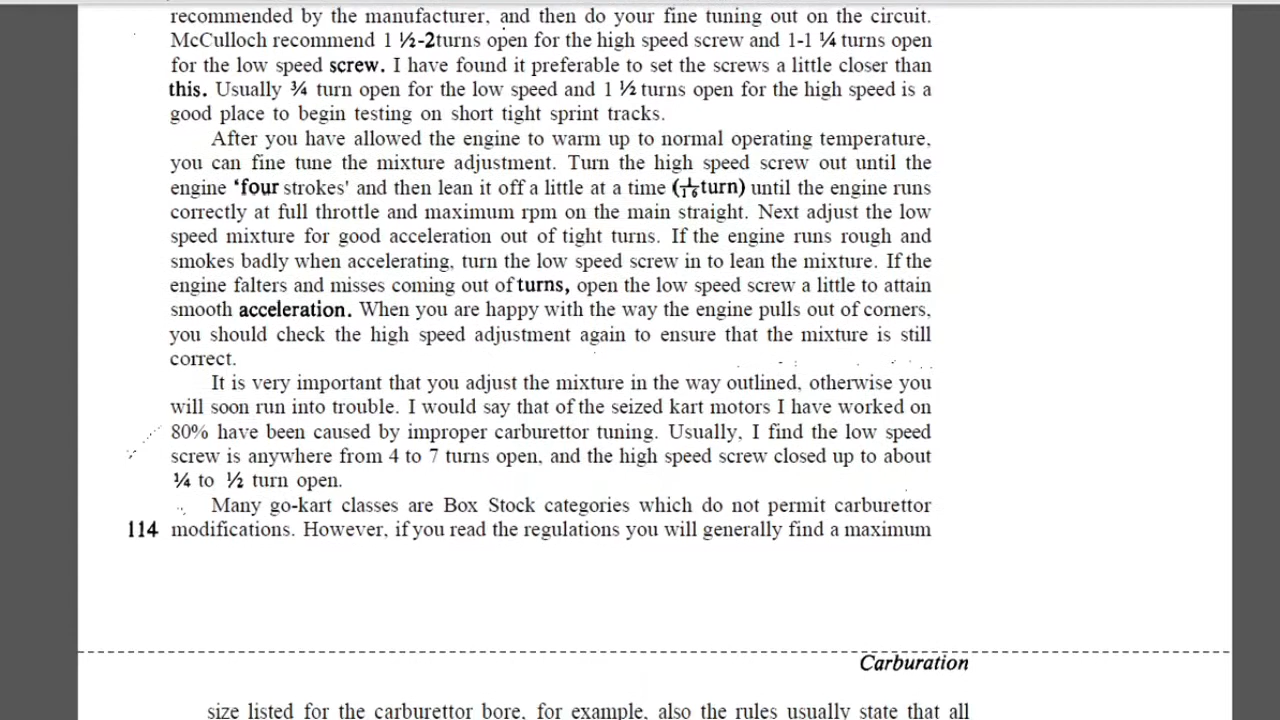 recommended by the manufacturer, and then do your fine tuning out on the circuit.
McCulloch recommend 1 ½-2turns open for the high speed screw and 1-1 ¼ turns open
for the low speed screw. I have found it preferable to set the screws a little closer than
this. Usually ¾ turn open for the low speed and 1 ½ turns open for the high speed is a
good place to begin testing on short tight sprint tracks.
After you have allowed the engine to warm up to normal operating temperature,
you can fine tune the mixture adjustment. Turn the high speed screw out until the
engine 'four strokes' and then lean it off a little at a time (1/16 turn) until the engine runs
correctly at full throttle and maximum rpm on the main straight. Next adjust the low
speed mixture for good acceleration out of tight turns. If the engine runs rough and
smokes badly when accelerating, turn the low speed screw in to lean the mixture. If the
engine falters and misses coming out of turns, open the low speed screw a little to attain
smooth acceleration. When you are happy with the way the engine pulls out of corners,
you should check the high speed adjustment again to ensure that the mixture is still
correct.
It is very important that you adjust the mixture in the way outlined, otherwise you
will soon run into trouble. I would say that of the seized kart motors I have worked on
80% have been caused by improper carburettor tuning. Usually, I find the low speed
screw is anywhere from 4 to 7 turns open, and the high speed screw closed up to about
¼ to ½ turn open.
Many go-kart classes are Box Stock categories which do not permit carburettor
114 modifications. However, if you read the regulations you will generally find a maximum
Carburation
size listed for the carburettor bore, for example, also the rules usually state that all